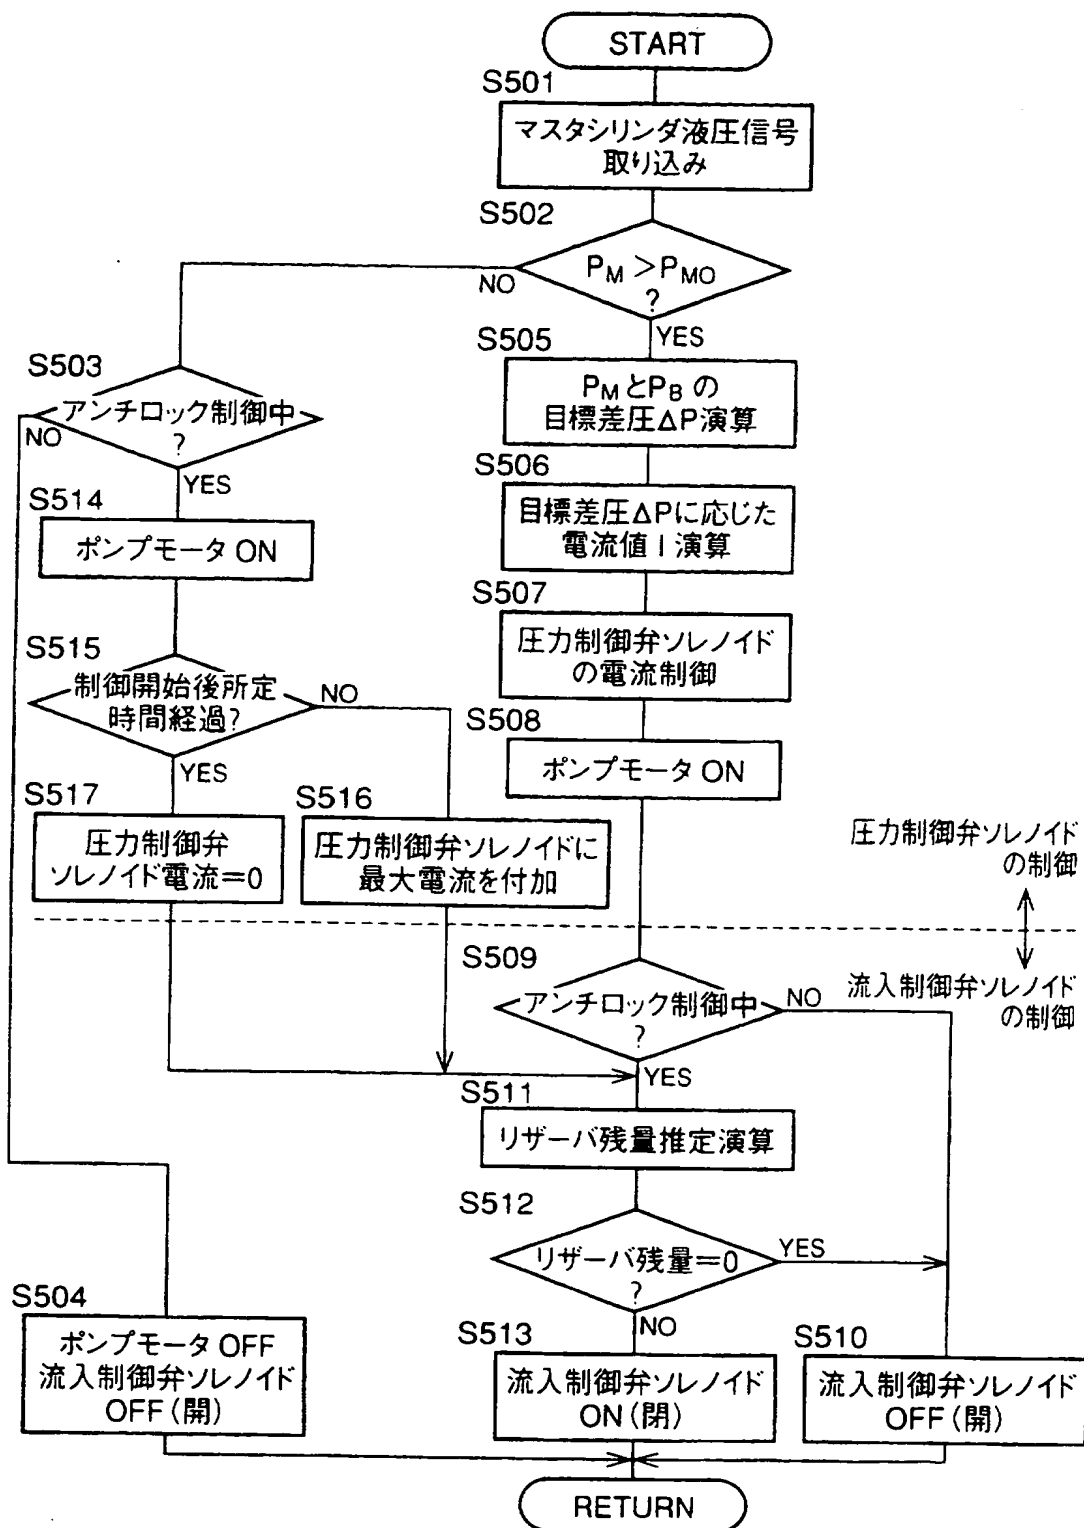 START
S501
マスタシリンダ液圧信号
取り込み
S502
PM >PMO
?
NO
YES
S503
アンチロック制御中
?
NO
YES
S505
PMとPBの
目標差圧ΔP演算
S506
目標差圧ΔPに応じた
電流値I演算
S507
圧力制御弁ソレノイド
の電流制御
S508
ポンプモータ ON
S514
ポンプモータ ON
S515
制御開始後所定
時間経過?
NO
YES
S517
圧力制御弁
ソレノイド電流=0
S516
圧力制御弁ソレノイドに
最大電流を付加
圧力制御弁ソレノイド
の制御
流入制御弁ソレノイド
の制御
S509
アンチロック制御中
?
NO
YES
S511
リザーバ残量推定演算
S512
リザーバ残量=0
?
YES
NO
S504
ポンプモータ OFF
流入制御弁ソレノイド
OFF(開)
S513
流入制御弁ソレノイド
ON(閉)
S510
流入制御弁ソレノイド
OFF(開)
RETURN